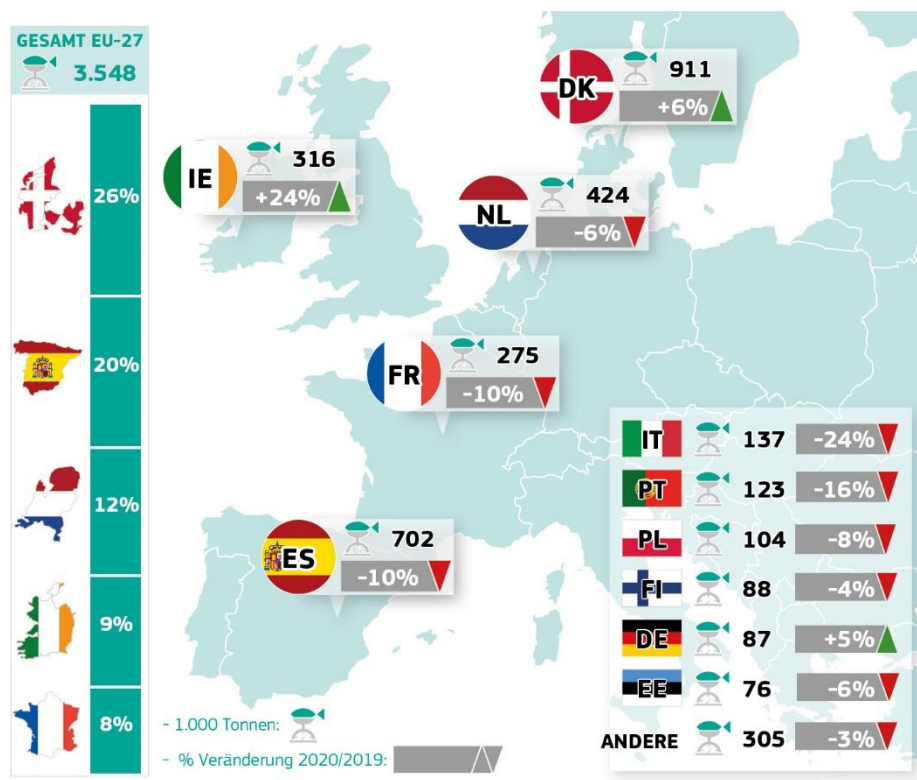 GESAMT EU-27
3.548
26%
20%
12%
9%
8%
DK
911
+6%
IE
316
+24%
NL
424
-6%
FR
275
-10%
ES
702
-10%
IT 137 -24%
PT 123 -16%
PL 104 -8%
FI 88 -4%
DE 87 +5%
EE 76 -6%
ANDERE 305 -3%
- 1.000 Tonnen:
- % Veränderung 2020/2019: